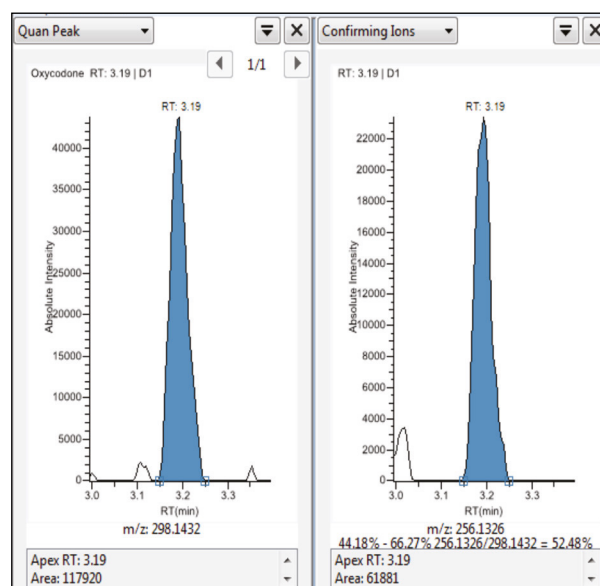 Quan Peak
1/1
Oxycodone RT: 3.19 | D1
RT: 3.19
40000
35000
30000
25000
20000
15000
10000
5000
0
Absolute Intensity
3.0 3.1 3.2 3.3
RT(min)
m/z: 298.1432
Apex RT: 3.19
Area: 117920
Confirming Ions
RT: 3.19 | D1
RT: 3.19
22000
20000
18000
16000
14000
12000
10000
8000
6000
4000
2000
0
Absolute Intensity
3.0 3.1 3.2 3.3
RT(min)
m/z: 256.1326
44.18% - 66.27% 256.1326/298.1432 = 52.48%
Apex RT: 3.19
Area: 61881